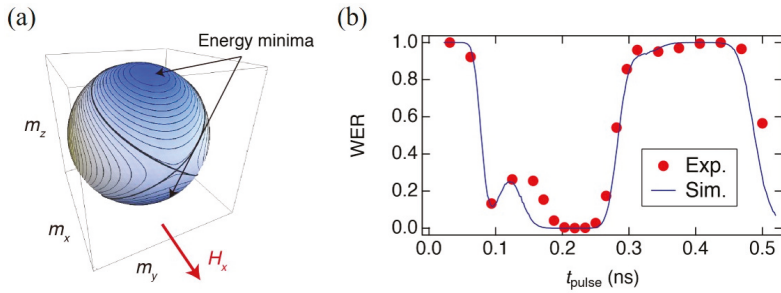 (a)
Energy minima
m_z
m_x
m_y
H_x
(b)
WER
1.0
0.8
0.6
0.4
0.2
0.0
Exp.
Sim.
0.0 0.1 0.2 0.3 0.4 0.5
t_pulse (ns)